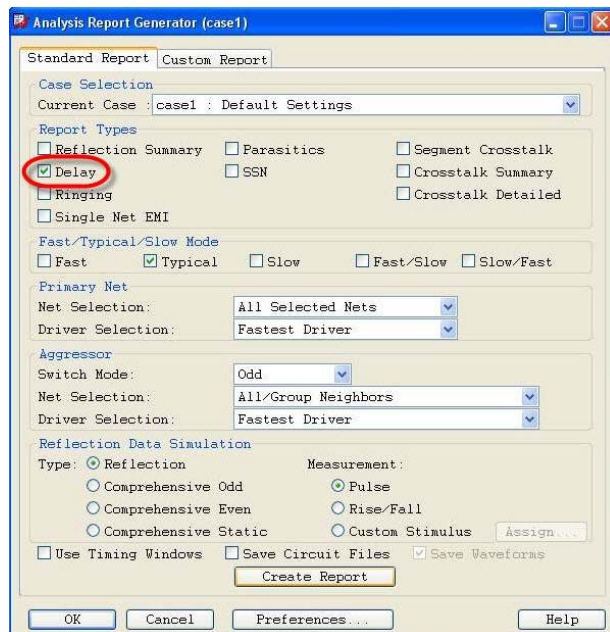 Analysis Report Generator (case1)
Standard Report Custom Report
Case Selection
Current Case : case1 : Default Settings
Report Types
Reflection Summary Parasitics Segment Crosstalk
Delay SSN Crosstalk Summary
Ringing Crosstalk Detailed
Single Net EMI
Fast/Typical/Slow Mode
Fast Typical Slow Fast/Slow Slow/Fast
Primary Net
Net Selection: All Selected Nets
Driver Selection: Fastest Driver
Aggressor
Switch Mode: Odd
Net Selection: All/Group Neighbors
Driver Selection: Fastest Driver
Reflection Data Simulation
Type: Reflection Measurement:
Comprehensive Odd Pulse
Comprehensive Even Rise/Fall
Comprehensive Static Custom Stimulus Assign...
Use Timing Windows Save Circuit Files Save Waveforms
Create Report
OK Cancel Preferences... Help